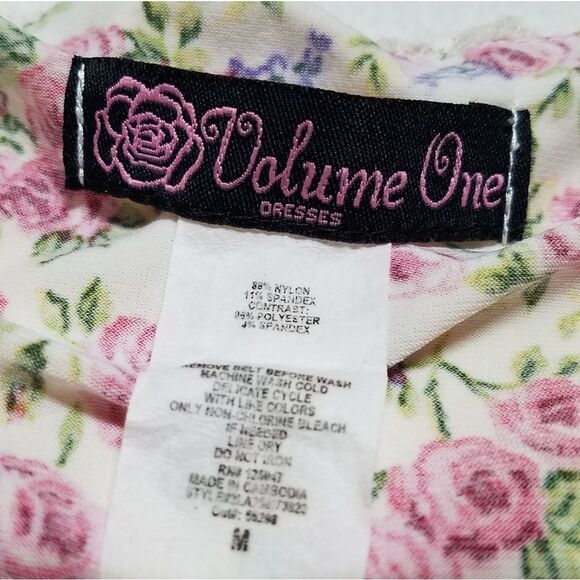 Volume One
DRESSES
89% NYLON
11% SPANDEX
CONTRAST:
96% POLYESTER
4% SPANDEX
REMOVE BELT BEFORE WASH
MACHINE WASH COLD
DELICATE CYCLE
WITH LIKE COLORS
ONLY NON-CHLORINE BLEACH
IF NEEDED
LINE DRY
DO NOT IRON
MADE IN CAMBODIA
M